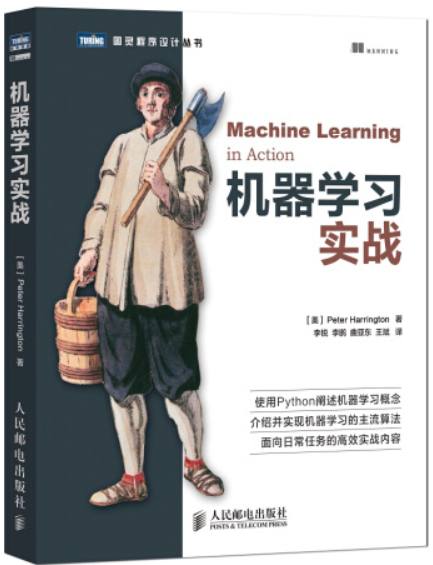 TURING 图灵程序设计丛书
MANNING
机器学习实战
[美] Peter Harrington 著
人民邮电出版社
Machine Learning
in Action
机器学习
实战
[美] Peter Harrington 著
李锐 李鹏 曲亚东 王斌 译
使用Python阐述机器学习概念
介绍并实现机器学习的主流算法
面向日常任务的高效实战内容
人民邮电出版社
POSTS & TELECOM PRESS